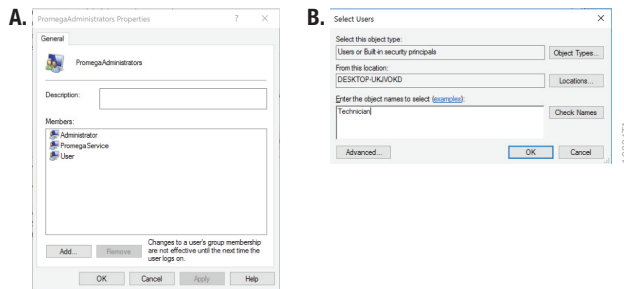 A.
PromegaAdministrators Properties
? ×
General
PromegaAdministrators
Description:
Members:
Administrator
PromegaService
User
Add...
Remove
Changes to a user's group membership
are not effective until the next time the
user logs on.
OK
Cancel
Apply
Help
B.
Select Users
×
Select this object type:
Users or Built-in security principals
Object Types...
From this location:
DESKTOP-UKJVOKD
Locations...
Enter the object names to select (examples):
Technician
Check Names
Advanced...
OK
Cancel